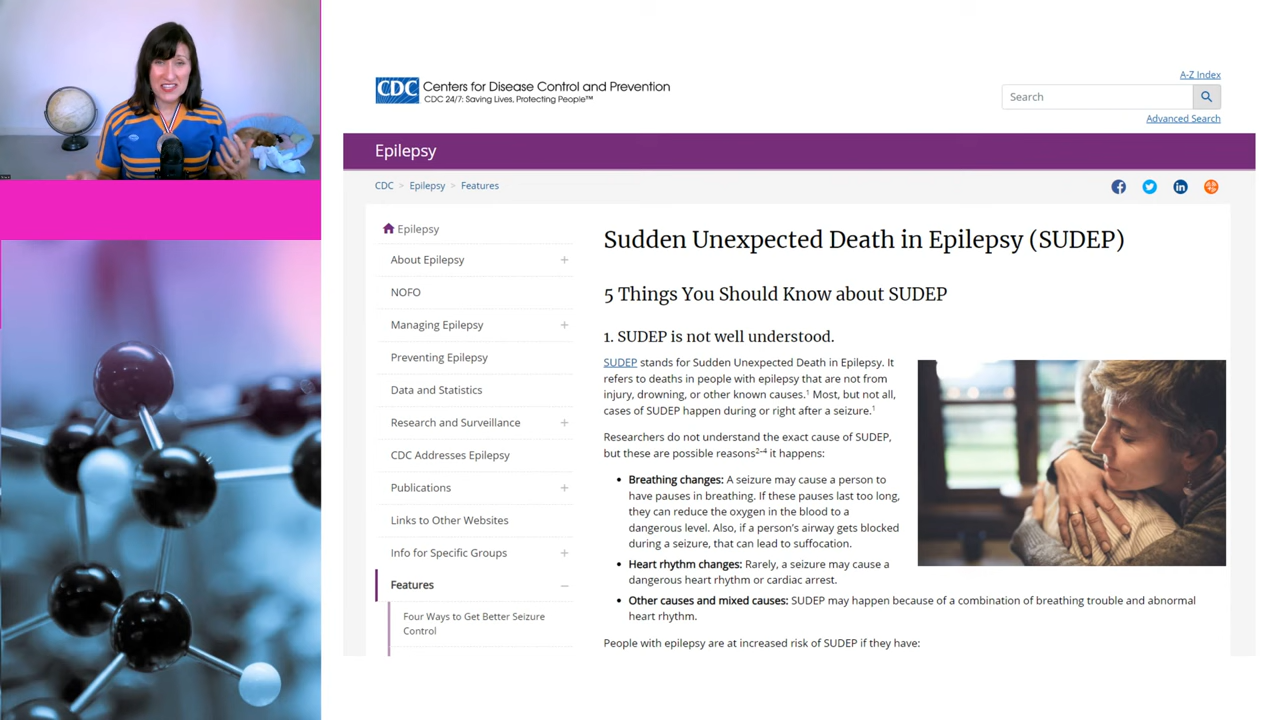 CDC
Centers for Disease Control and Prevention
CDC 24/7: Saving Lives, Protecting People™
A-Z Index
Search
Advanced Search
Epilepsy
CDC > Epilepsy > Features
Epilepsy
About Epilepsy +
NOFO
Managing Epilepsy +
Preventing Epilepsy
Data and Statistics
Research and Surveillance +
CDC Addresses Epilepsy
Publications +
Links to Other Websites
Info for Specific Groups +
Features −
Four Ways to Get Better Seizure
Control
Sudden Unexpected Death in Epilepsy (SUDEP)
5 Things You Should Know about SUDEP
1. SUDEP is not well understood.
SUDEP stands for Sudden Unexpected Death in Epilepsy. It
refers to deaths in people with epilepsy that are not from
injury, drowning, or other known causes.¹ Most, but not all,
cases of SUDEP happen during or right after a seizure.¹
Researchers do not understand the exact cause of SUDEP,
but these are possible reasons²⁻⁴ it happens:
• Breathing changes: A seizure may cause a person to
have pauses in breathing. If these pauses last too long,
they can reduce the oxygen in the blood to a
dangerous level. Also, if a person's airway gets blocked
during a seizure, that can lead to suffocation.
• Heart rhythm changes: Rarely, a seizure may cause a
dangerous heart rhythm or cardiac arrest.
• Other causes and mixed causes: SUDEP may happen because of a combination of breathing trouble and abnormal
heart rhythm.
People with epilepsy are at increased risk of SUDEP if they have: